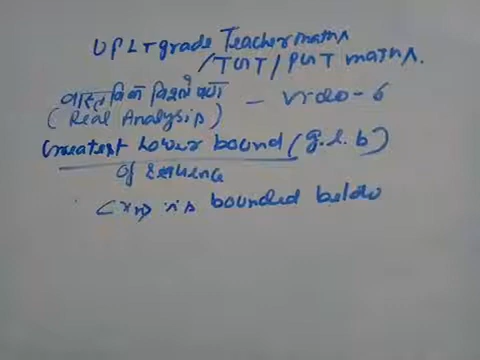 UP LT grade Teacher maths
/TGT/PGT maths.
वास्तविक विश्लेषण - Video-6
(Real Analysis)
Greatest Lower bound (g.l.b)
of sequence
<xn> is bounded below